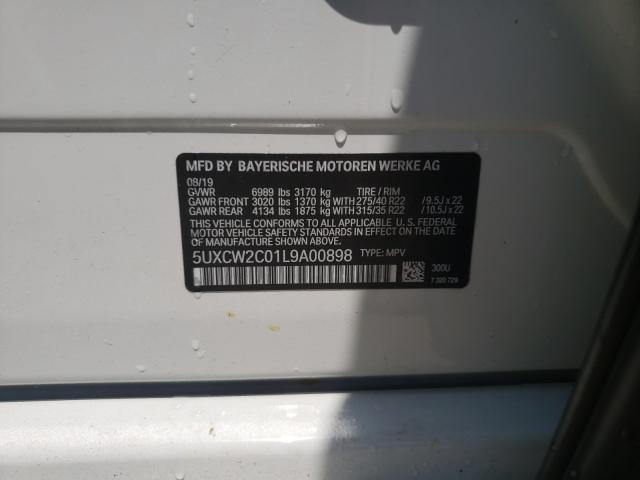 MFD BY BAYERISCHE MOTOREN WERKE AG
08/19
GVWR 6989 lbs 3170 kg TIRE / RIM
GAWR FRONT 3020 lbs 1370 kg WITH 275/40 R22 / 9.5J x 22
GAWR REAR 4134 lbs 1875 kg WITH 315/35 R22 / 10.5J x 22
THIS VEHICLE CONFORMS TO ALL APPLICABLE U. S. FEDERAL
MOTOR VEHICLE SAFETY STANDARDS IN EFFECT ON THE DATE
OF MANUFACTURE SHOWN ABOVE.
5UXCW2C01L9A00898 TYPE: MPV
300U
7 320 729